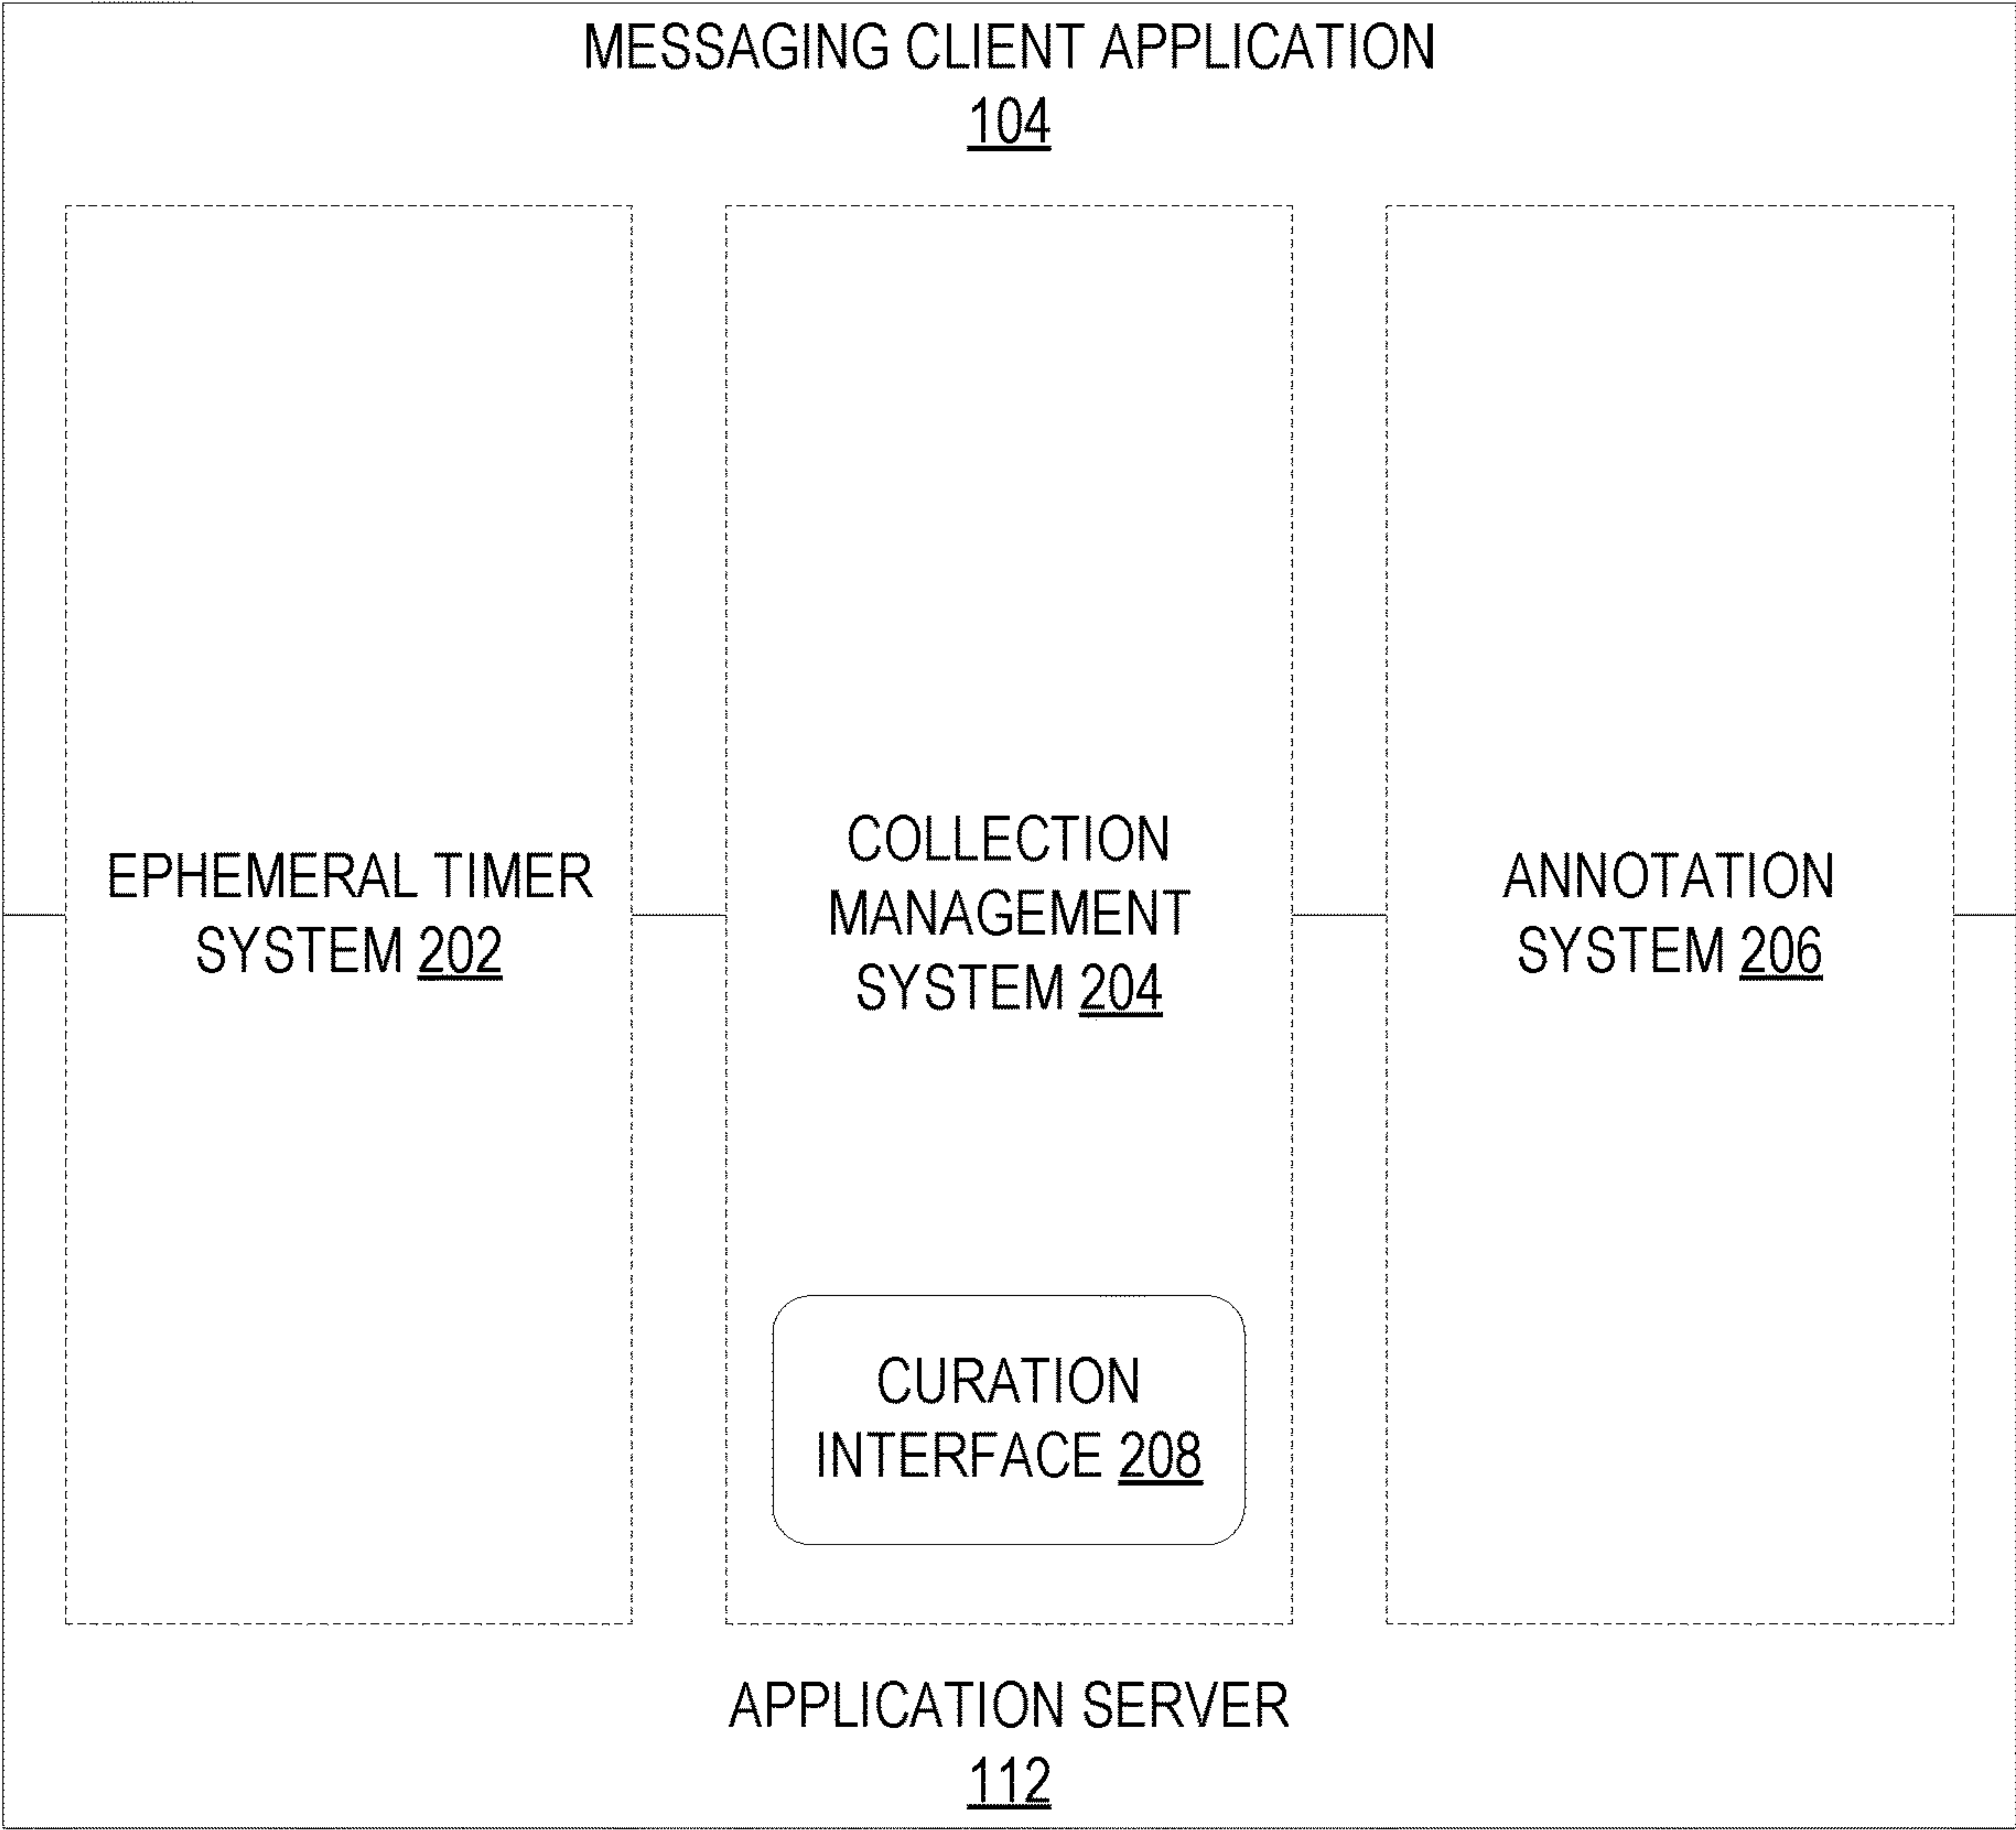 MESSAGING CLIENT APPLICATION
104
EPHEMERAL TIMER
SYSTEM 202
COLLECTION
MANAGEMENT
SYSTEM 204
ANNOTATION
SYSTEM 206
CURATION
INTERFACE 208
APPLICATION SERVER
112